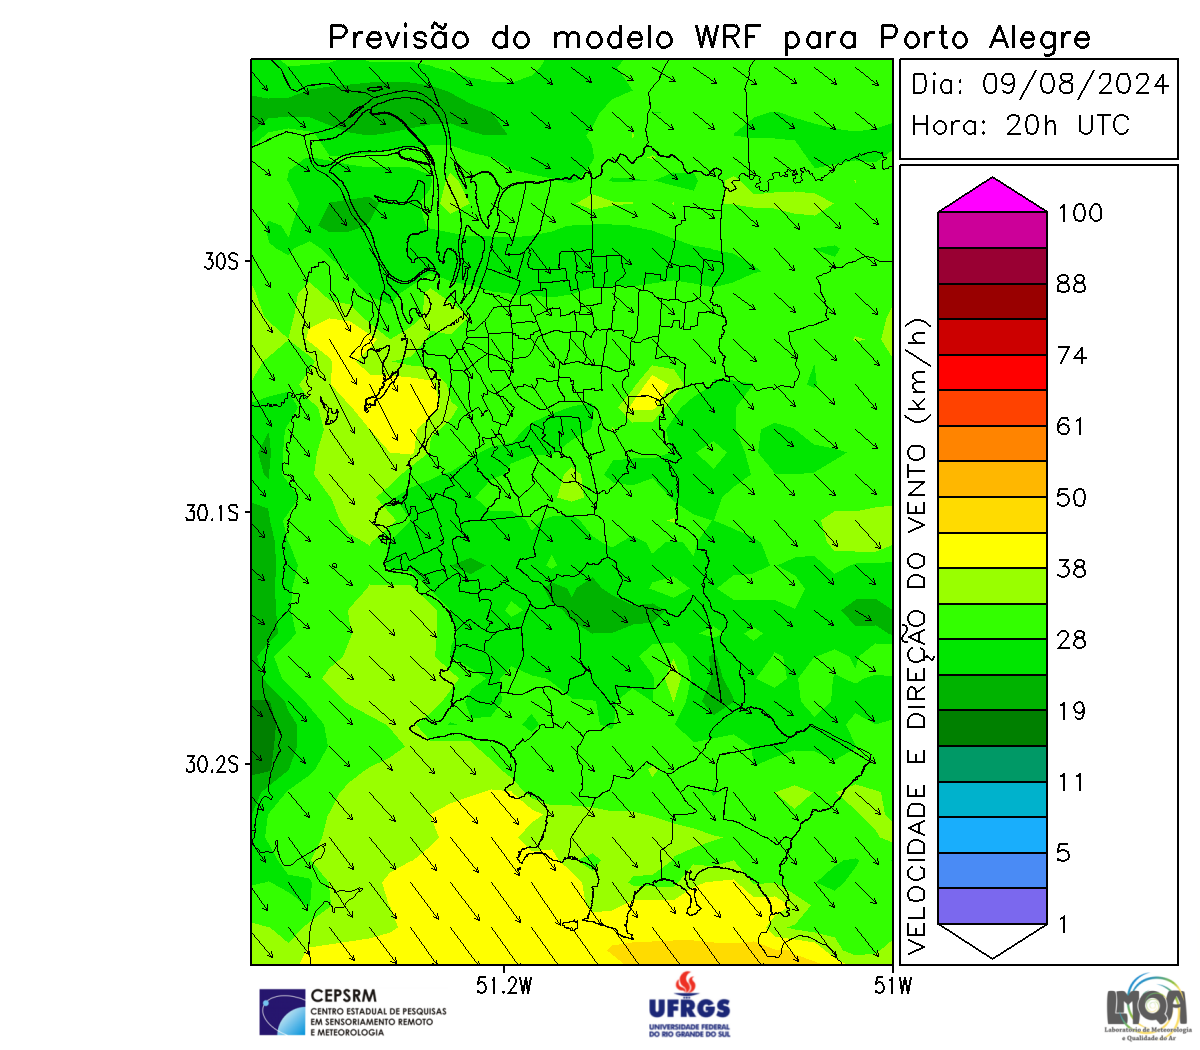 Previsão do modelo WRF para Porto Alegre
Dia: 09/08/2024
Hora: 20h UTC
30S
30.1S
30.2S
51.2W
51W
VELOCIDADE E DIREÇÃO DO VENTO (km/h)
100
88
74
61
50
38
28
19
11
5
1
CEPSRM
CENTRO ESTADUAL DE PESQUISAS
EM SENSORIAMENTO REMOTO
E METEOROLOGIA
UFRGS
UNIVERSIDADE FEDERAL
DO RIO GRANDE DO SUL
LMQA
Laboratório de Meteorologia
e Qualidade do Ar